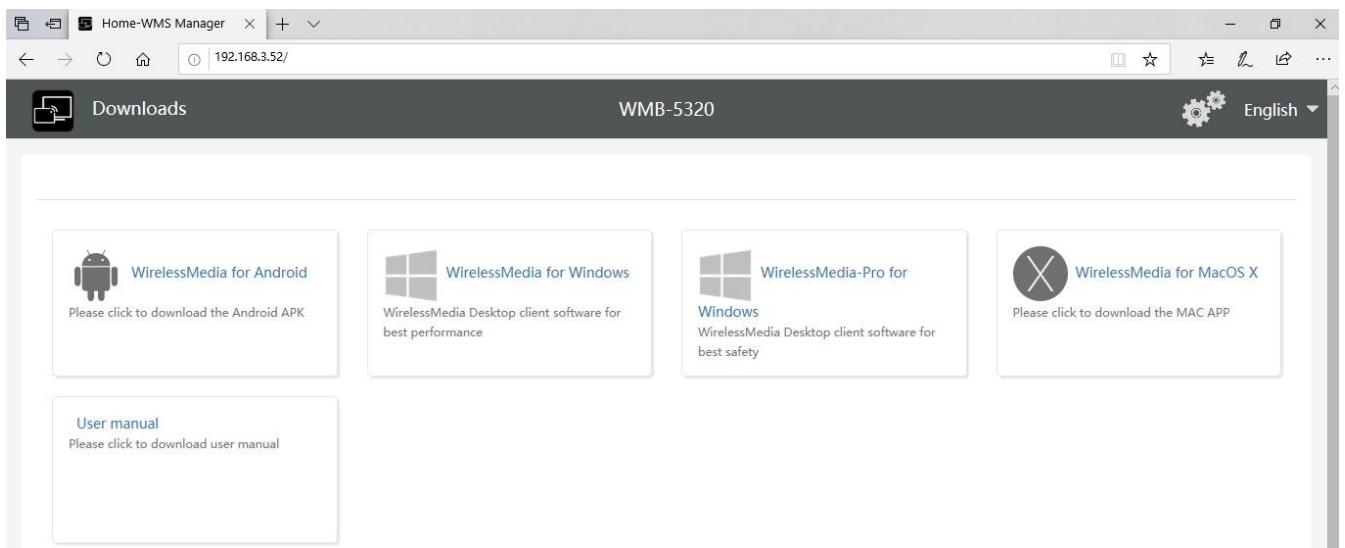 Home-WMS Manager
192.168.3.52/
Downloads
WMB-5320
English
WirelessMedia for Android
Please click to download the Android APK
WirelessMedia for Windows
WirelessMedia Desktop client software for
best performance
WirelessMedia-Pro for
Windows
WirelessMedia Desktop client software for
best safety
X
WirelessMedia for MacOS X
Please click to download the MAC APP
User manual
Please click to download user manual